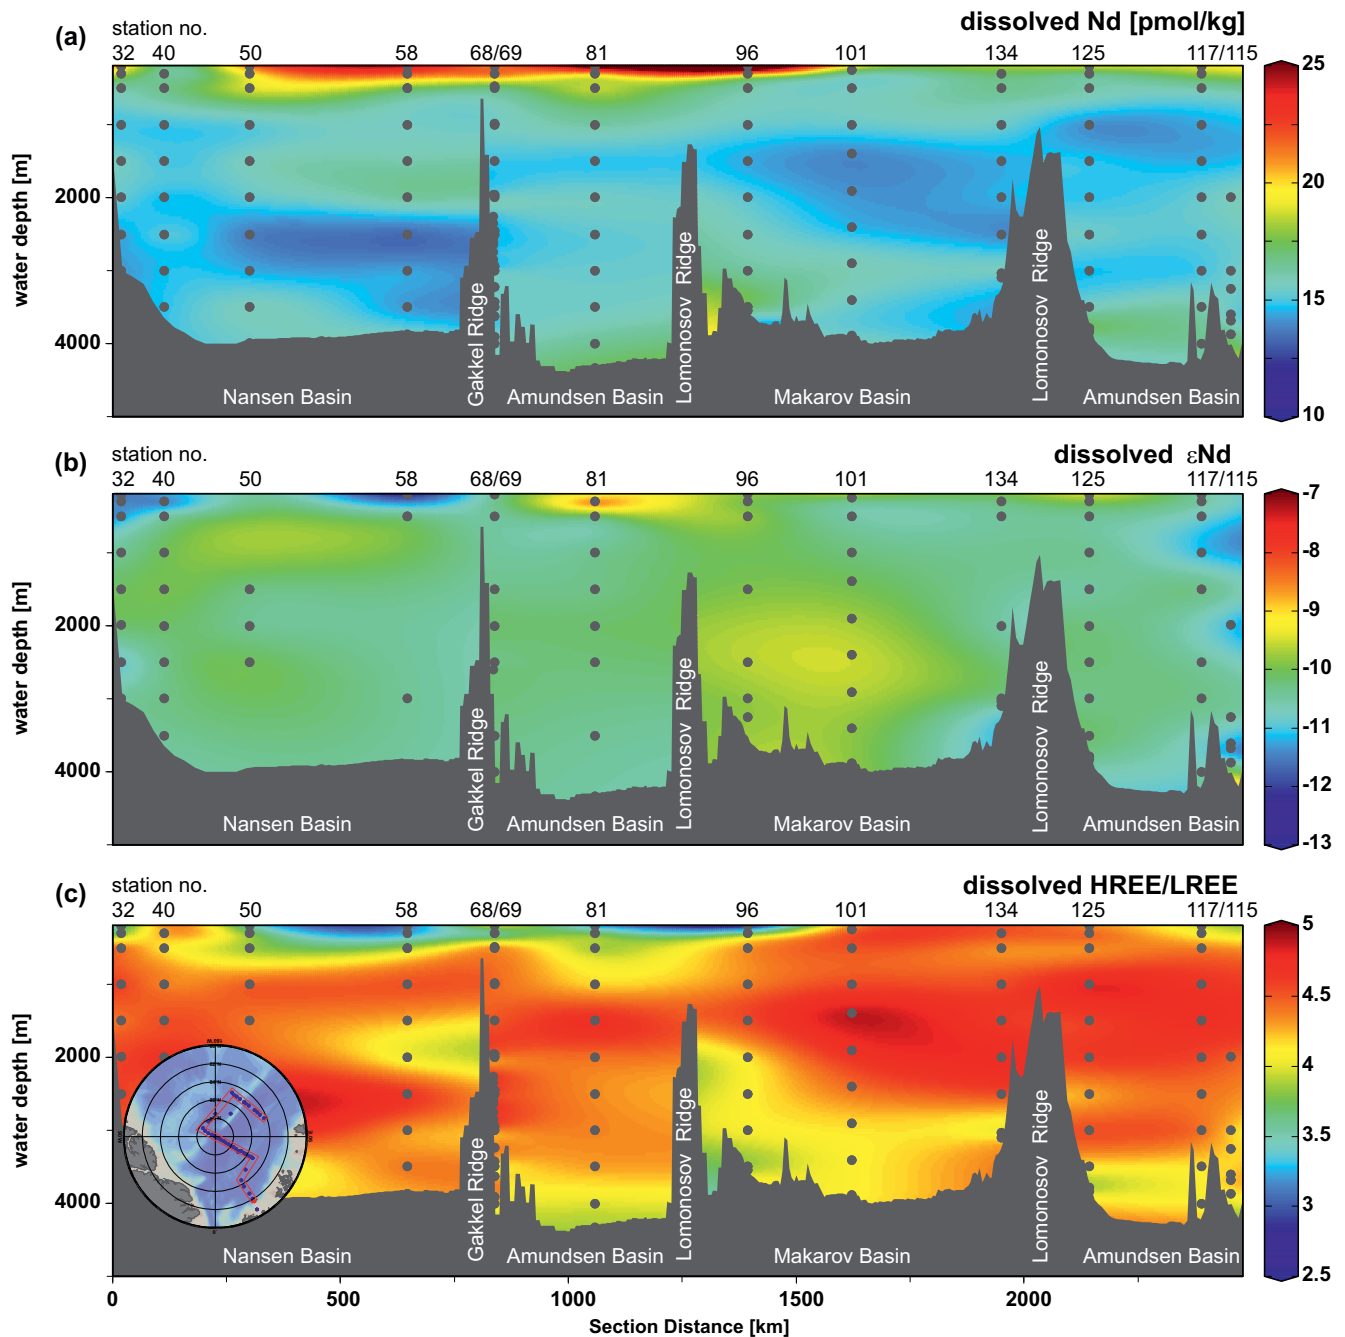 (a) station no. dissolved Nd [pmol/kg]
32 40 50 58 68/69 81 96 101 134 125 117/115
25
20
15
10
water depth [m]
2000
4000
Gakkel Ridge
Lomonosov Ridge
Lomonosov Ridge
Nansen Basin Amundsen Basin Makarov Basin Amundsen Basin
(b) station no. dissolved εNd
32 40 50 58 68/69 81 96 101 134 125 117/115
-7
-8
-9
-10
-11
-12
-13
water depth [m]
2000
4000
Gakkel Ridge
Lomonosov Ridge
Lomonosov Ridge
Nansen Basin Amundsen Basin Makarov Basin Amundsen Basin
(c) station no. dissolved HREE/LREE
32 40 50 58 68/69 81 96 101 134 125 117/115
5
4.5
4
3.5
3
2.5
water depth [m]
2000
4000
Gakkel Ridge
Lomonosov Ridge
Lomonosov Ridge
Nansen Basin Amundsen Basin Makarov Basin Amundsen Basin
0 500 1000 1500 2000
Section Distance [km]